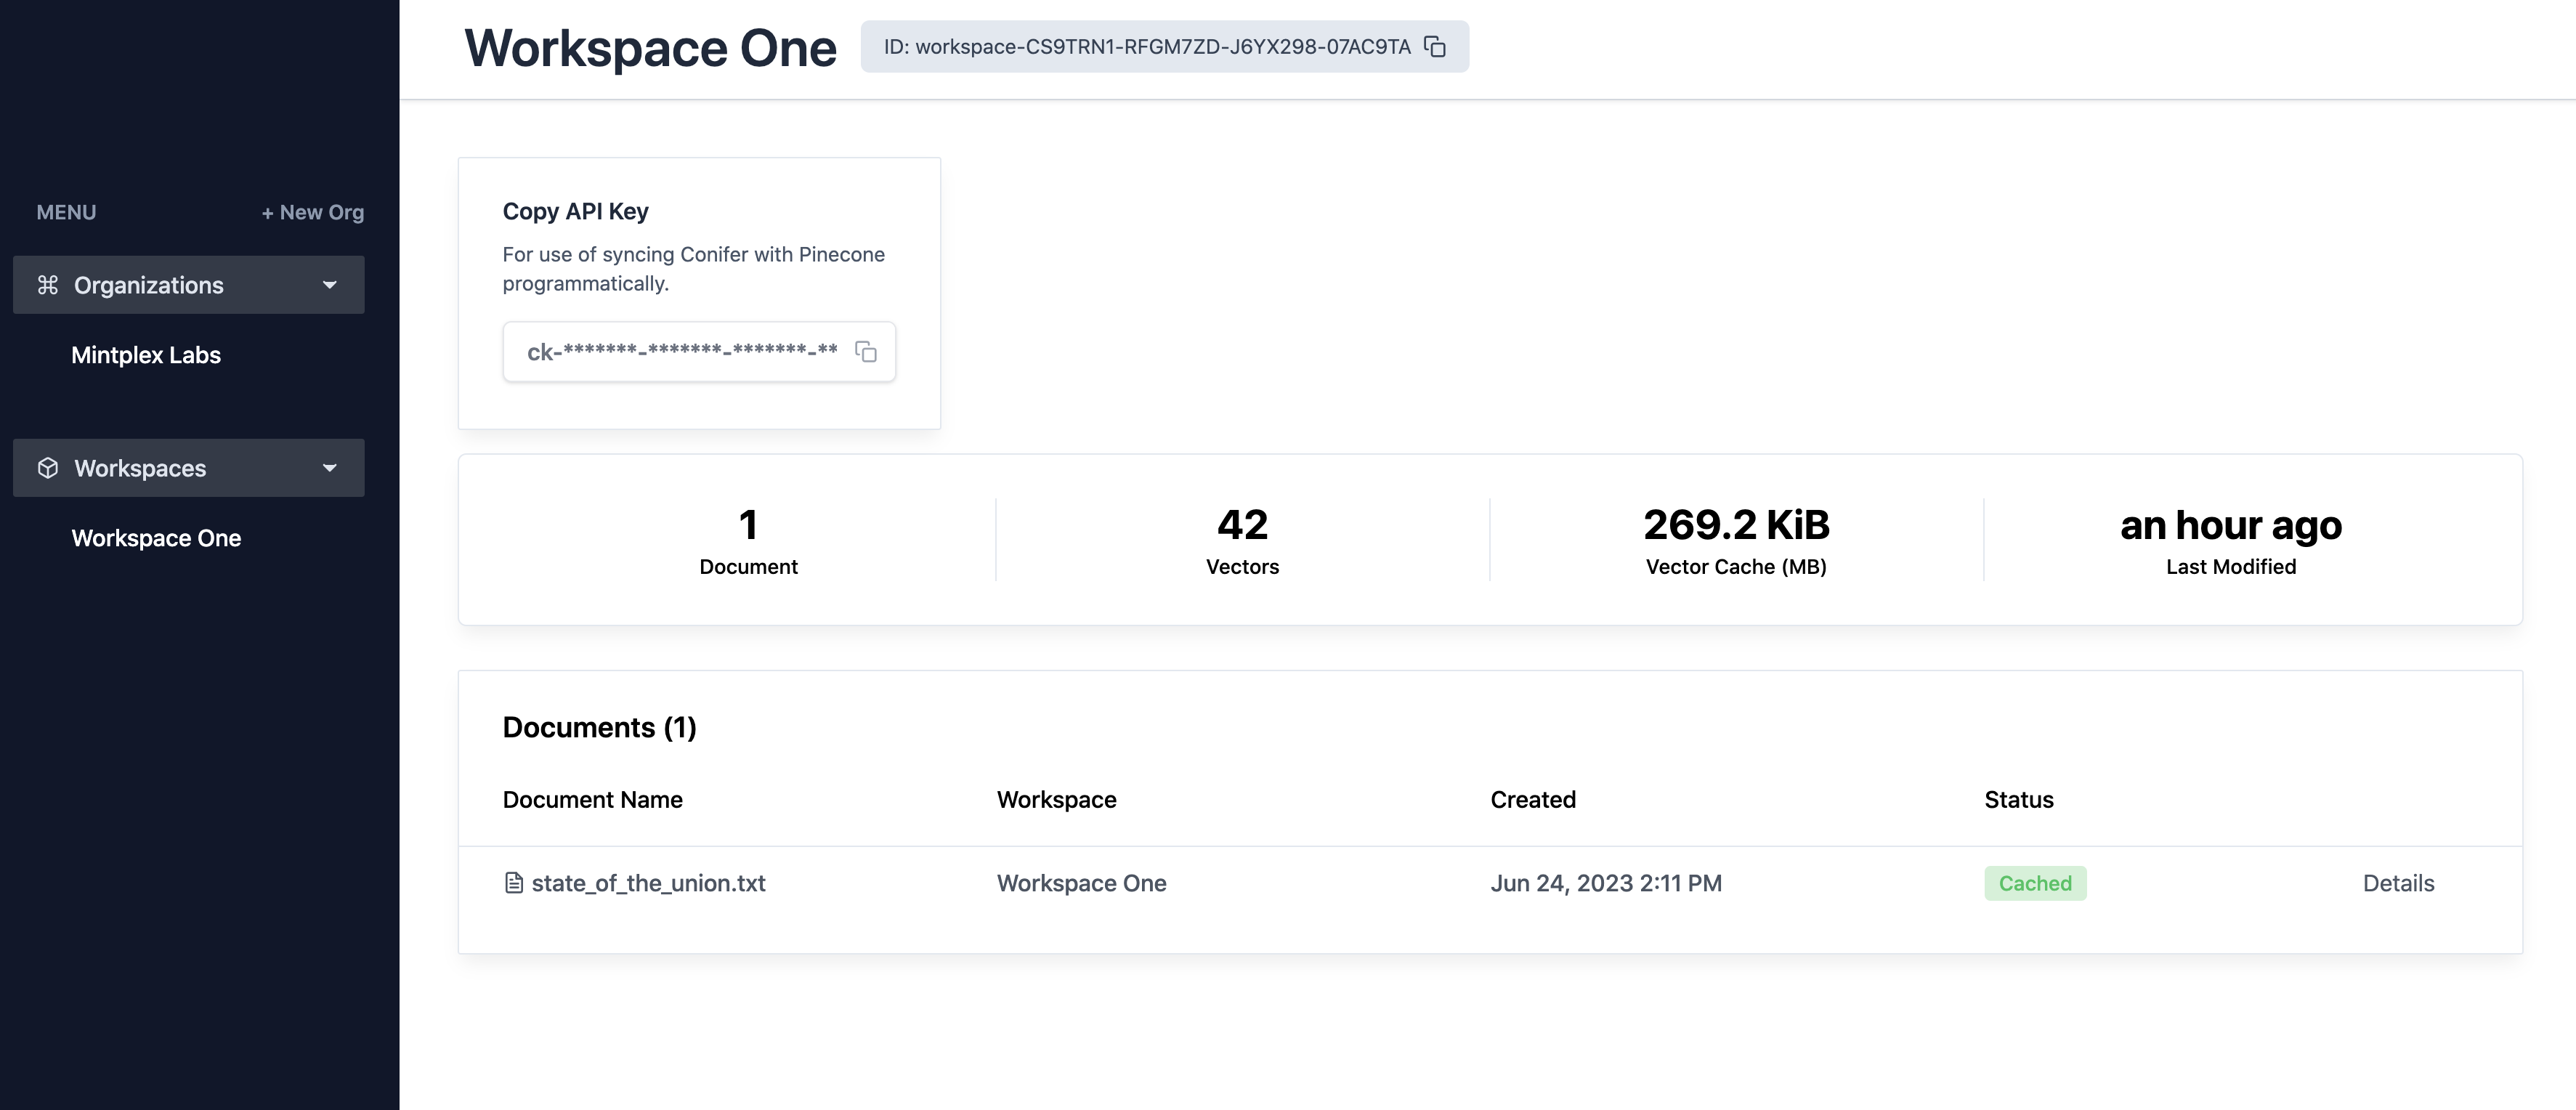 Workspace One
ID: workspace-CS9TRN1-RFGM7ZD-J6YX298-07AC9TA
MENU
+ New Org
Organizations
Mintplex Labs
Workspaces
Workspace One
Copy API Key
For use of syncing Conifer with Pinecone
programmatically.
ck-*******-*******-*******-**
1
Document
42
Vectors
269.2 KiB
Vector Cache (MB)
an hour ago
Last Modified
Documents (1)
Document Name Workspace Created Status
state_of_the_union.txt Workspace One Jun 24, 2023 2:11 PM Cached Details